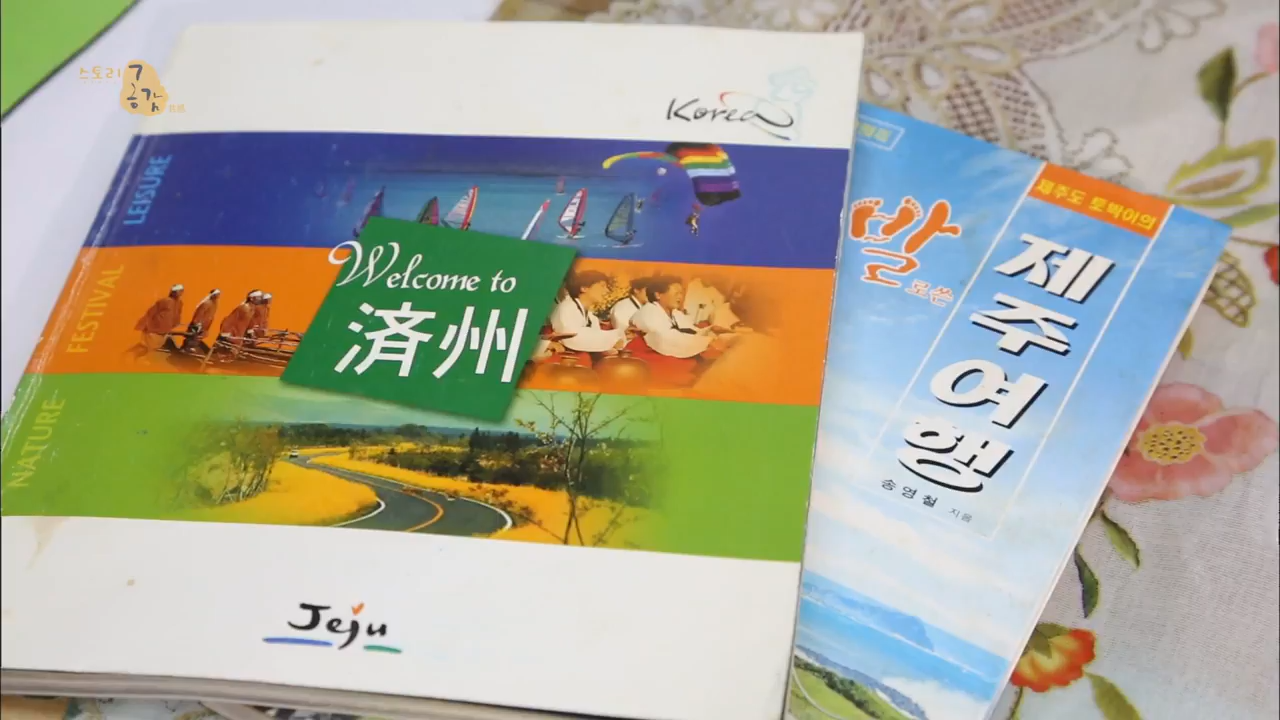 스토리
공감
Korea
LEISURE
FESTIVAL
NATURE
Welcome to
済州
Jeju
제주도 토박이의
발
로쓴
제주여행
송영철 지음